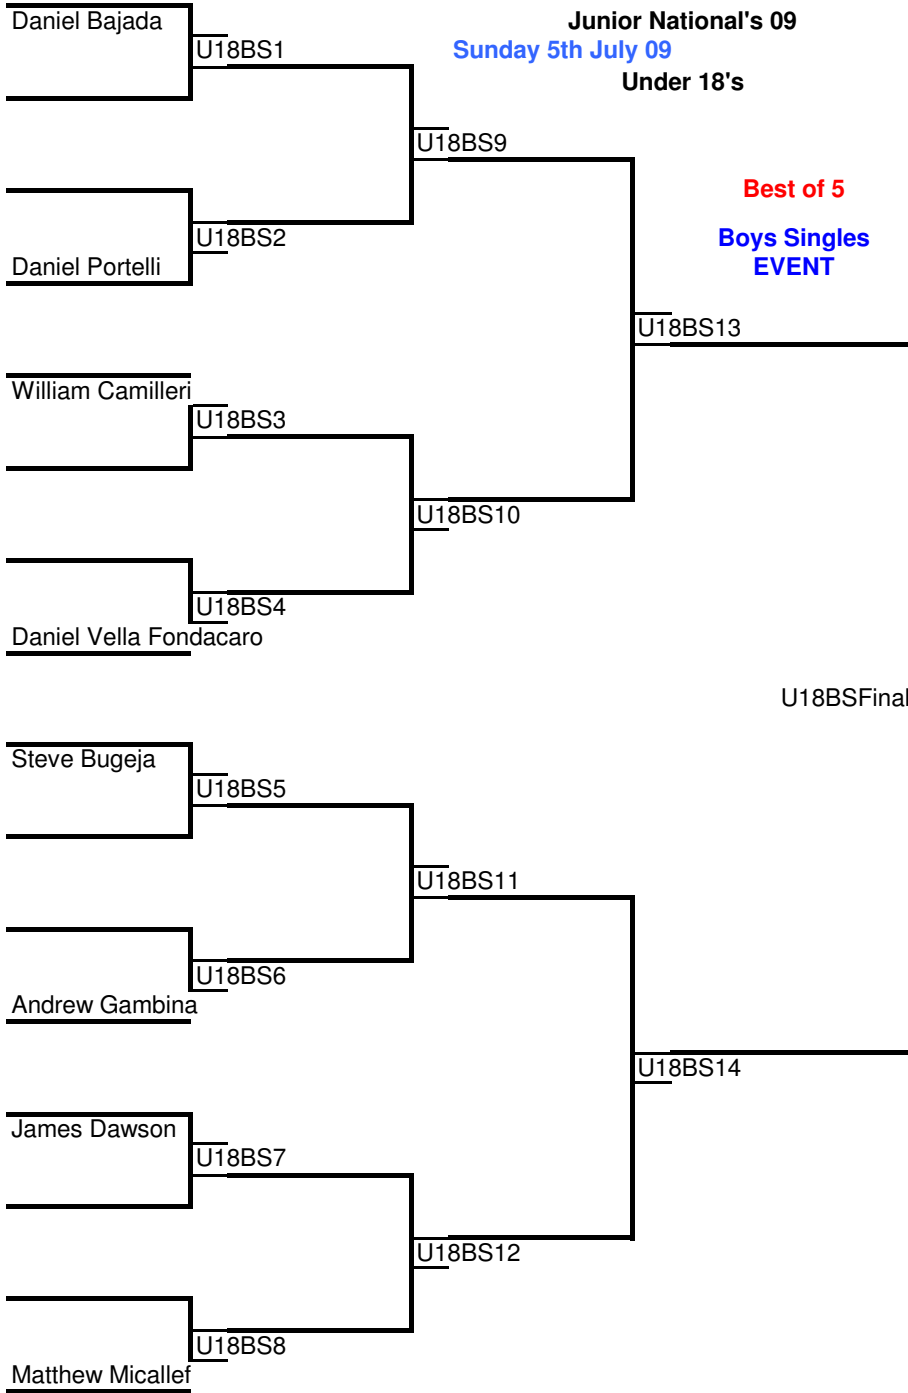 Daniel Bajada
Junior National's 09
U18BS1
Sunday 5th July 09
Under 18's
U18BS9
Best of 5
U18BS2
Boys Singles
Daniel Portelli
EVENT
U18BS13
William Camilleri
U18BS3
U18BS10
U18BS4
Daniel Vella Fondacaro
U18BSFinal
Steve Bugeja
U18BS5
U18BS11
U18BS6
Andrew Gambina
U18BS14
James Dawson
U18BS7
U18BS12
U18BS8
Matthew Micallef